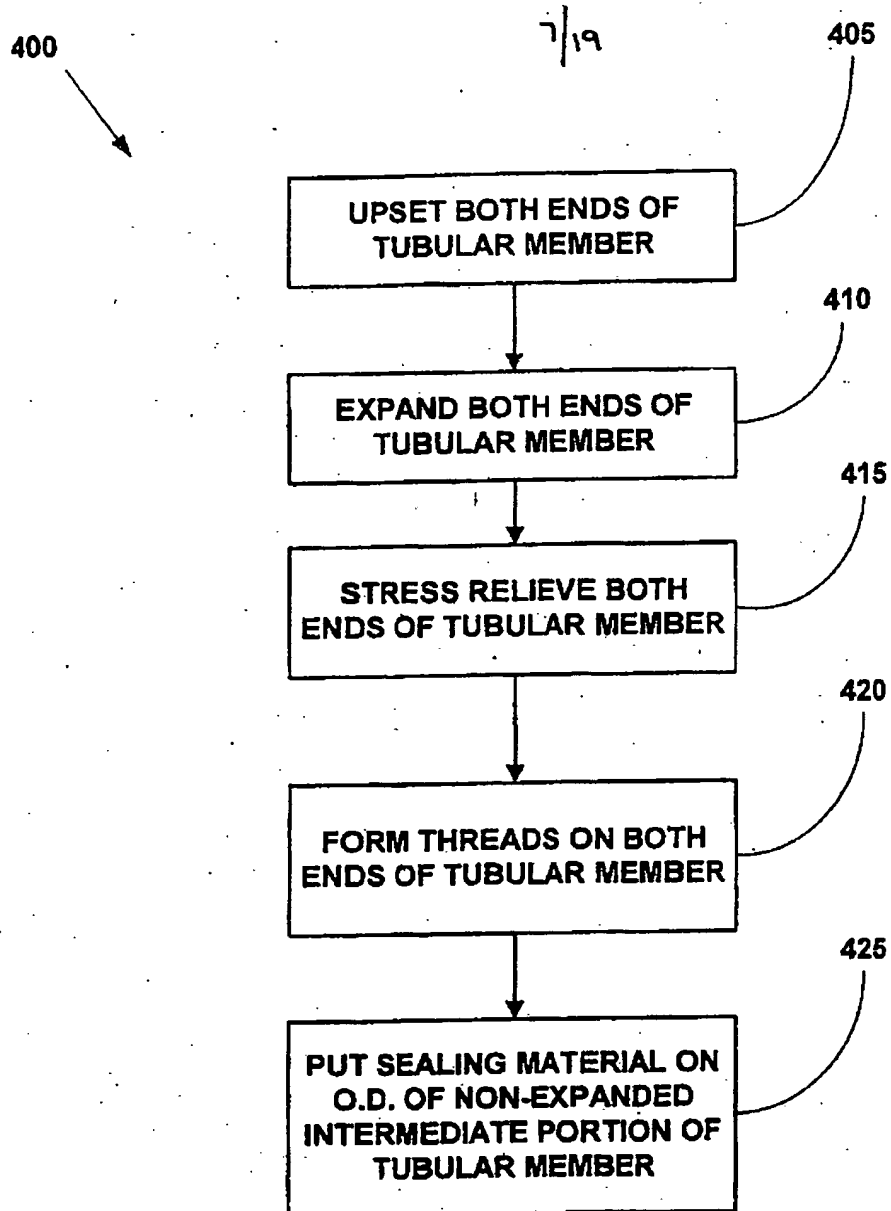 7/19
400
405
UPSET BOTH ENDS OF
TUBULAR MEMBER
410
EXPAND BOTH ENDS OF
TUBULAR MEMBER
415
STRESS RELIEVE BOTH
ENDS OF TUBULAR MEMBER
420
FORM THREADS ON BOTH
ENDS OF TUBULAR MEMBER
425
PUT SEALING MATERIAL ON
O.D. OF NON-EXPANDED
INTERMEDIATE PORTION OF
TUBULAR MEMBER